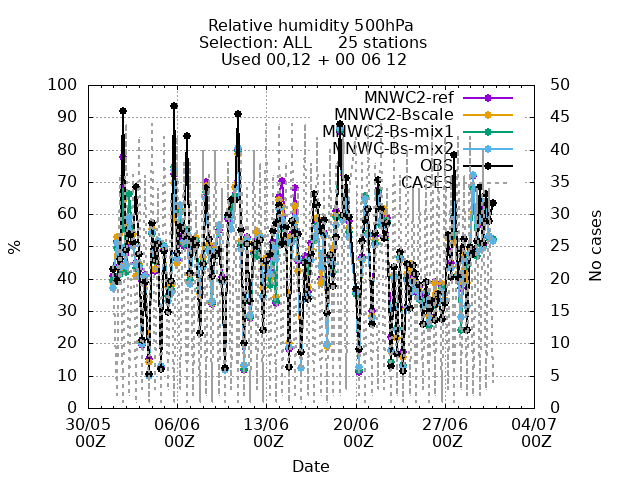 Relative humidity 500hPa
Selection: ALL 25 stations
Used 00,12 + 00 06 12
100
90
80
70
60
50
40
30
20
10
0
%
50
45
40
35
30
25
20
15
10
5
0
No cases
MNWC2-ref
MNWC2-Bscale
MNWC2-Bs-mix1
MNWC-Bs-mix2
OBS
CASES
30/05 06/06 13/06 20/06 27/06 04/07
00Z 00Z 00Z 00Z 00Z 00Z
Date